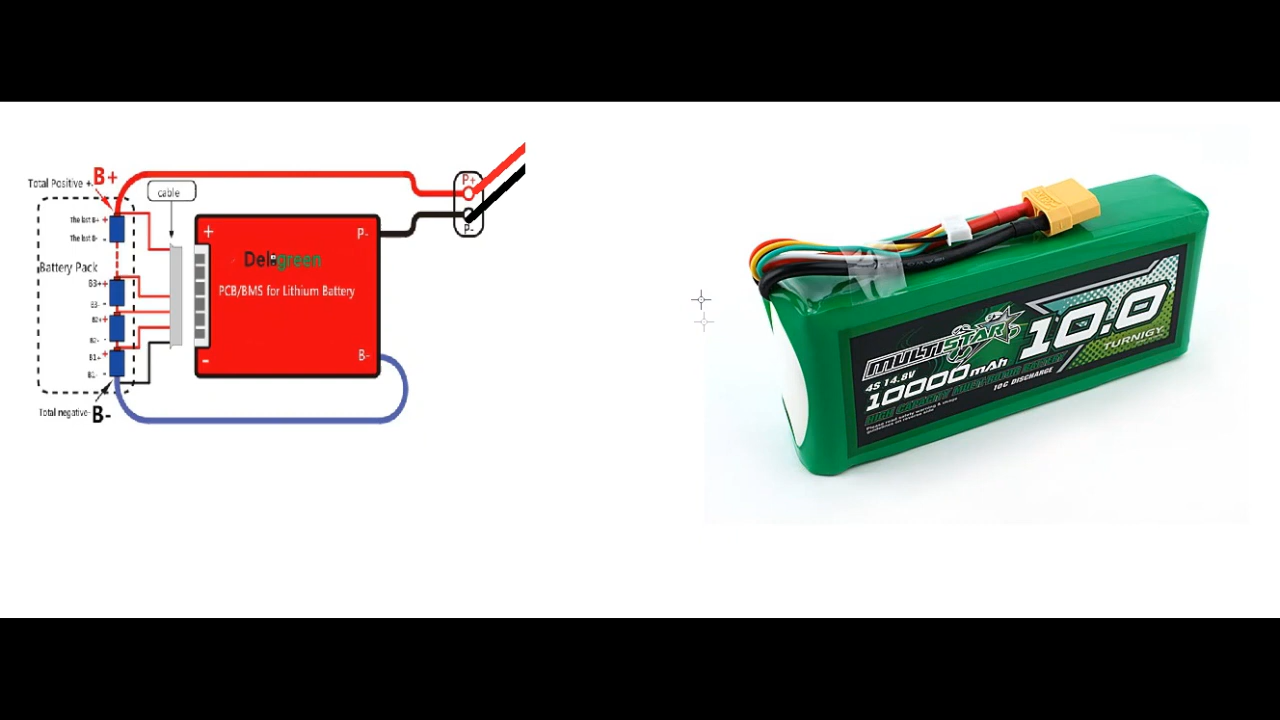 B+
Total Positive +
cable
P+
The last B+ +
+
P-
P-
The last B- -
Delegreen
Battery Pack
PCB/BMS for Lithium Battery
B3+ +
B3- -
B2+ +
B2- -
B1+ +
B-
B1- -
-
Total negative-
B-
MULTISTAR
10.0
4S 14.8V
TURNIGY
10000mAh
10C DISCHARGE